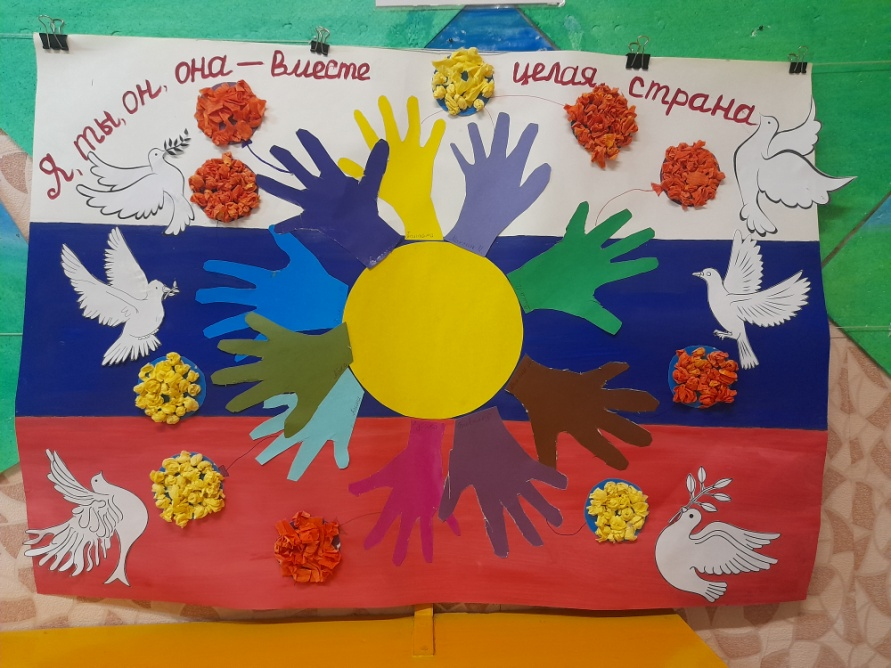 Я, ты, он, она – вместе целая страна